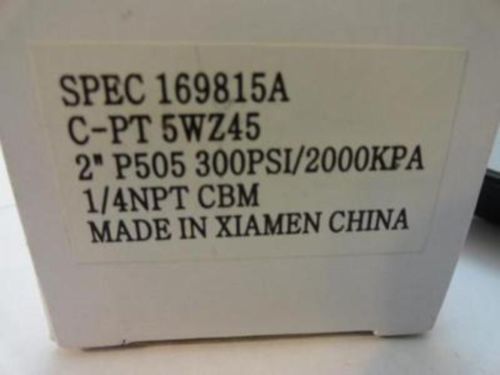 SPEC 169815A
C-PT 5WZ45
2" P505 300PSI/2000KPA
1/4NPT CBM
MADE IN XIAMEN CHINA